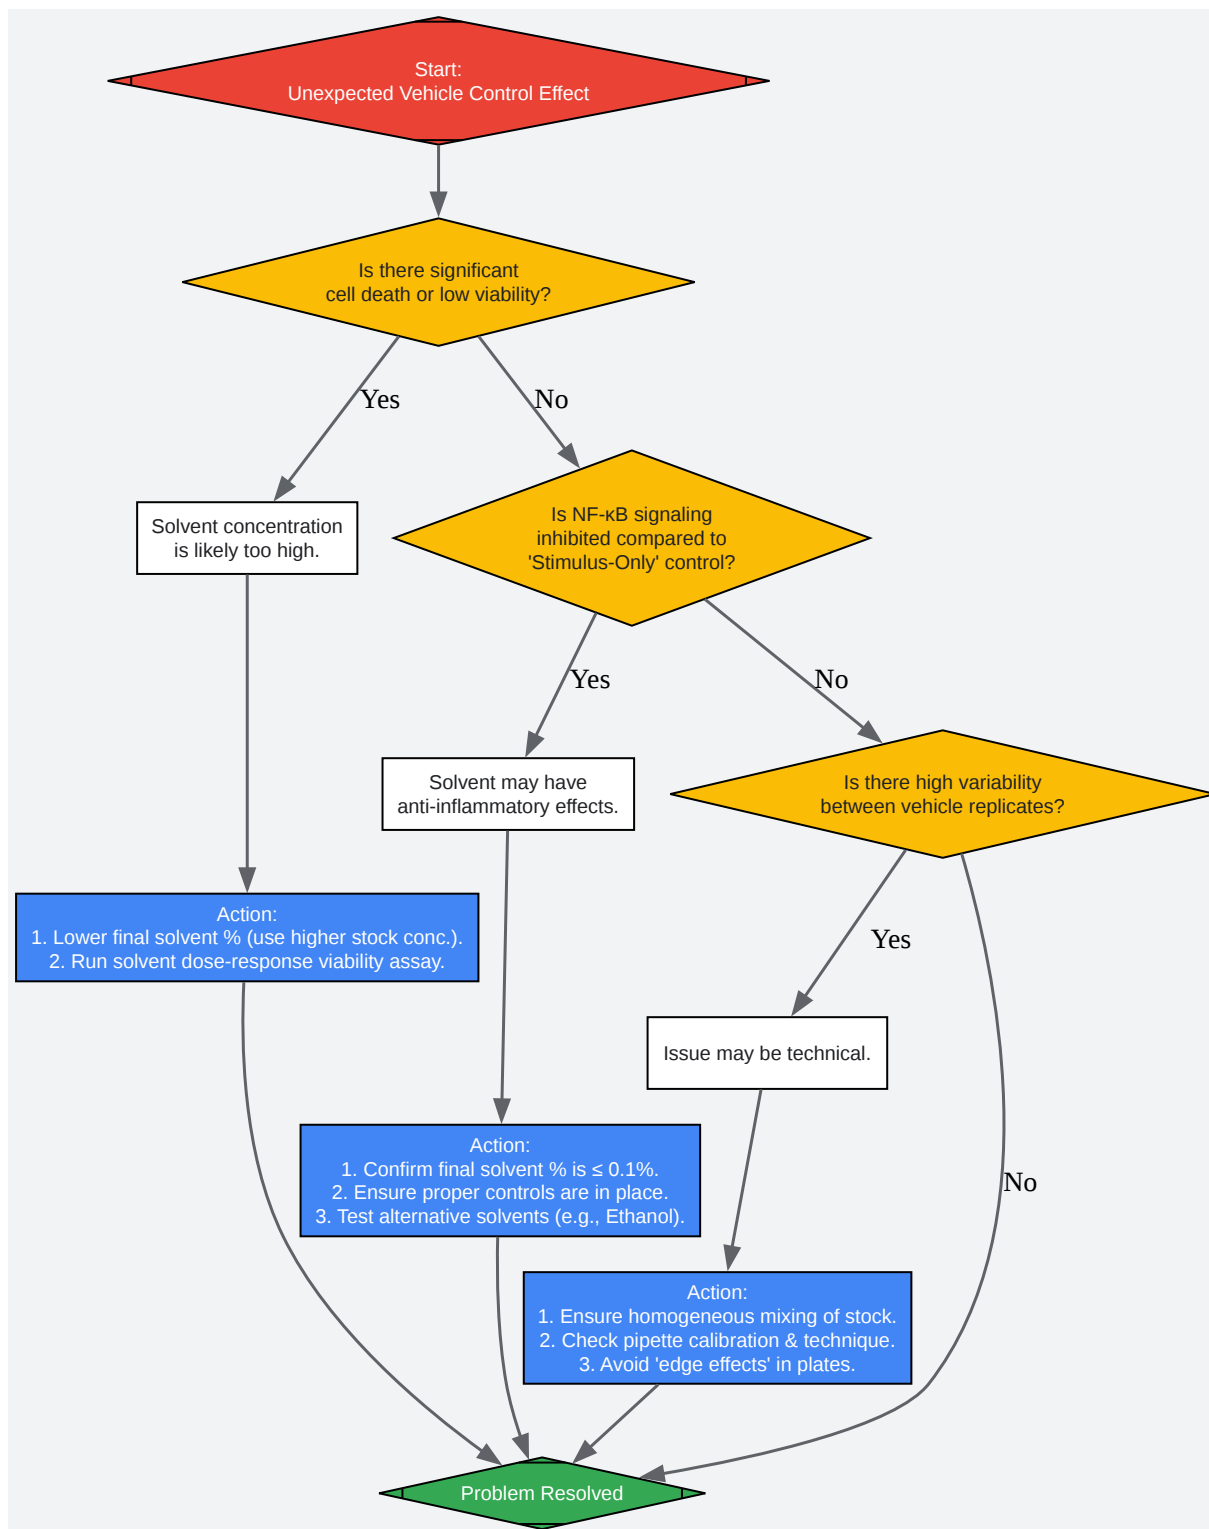 Start:
Unexpected Vehicle Control Effect
Is there significant
cell death or low viability?
Yes
No
Solvent concentration
is likely too high.
Is NF-κB signaling
inhibited compared to
'Stimulus-Only' control?
Yes
No
Solvent may have
anti-inflammatory effects.
Is there high variability
between vehicle replicates?
Action:
1. Lower final solvent % (use higher stock conc.).
2. Run solvent dose-response viability assay.
Yes
Issue may be technical.
Action:
1. Confirm final solvent % is ≤ 0.1%.
2. Ensure proper controls are in place.
3. Test alternative solvents (e.g., Ethanol).
No
Action:
1. Ensure homogeneous mixing of stock.
2. Check pipette calibration & technique.
3. Avoid 'edge effects' in plates.
Problem Resolved